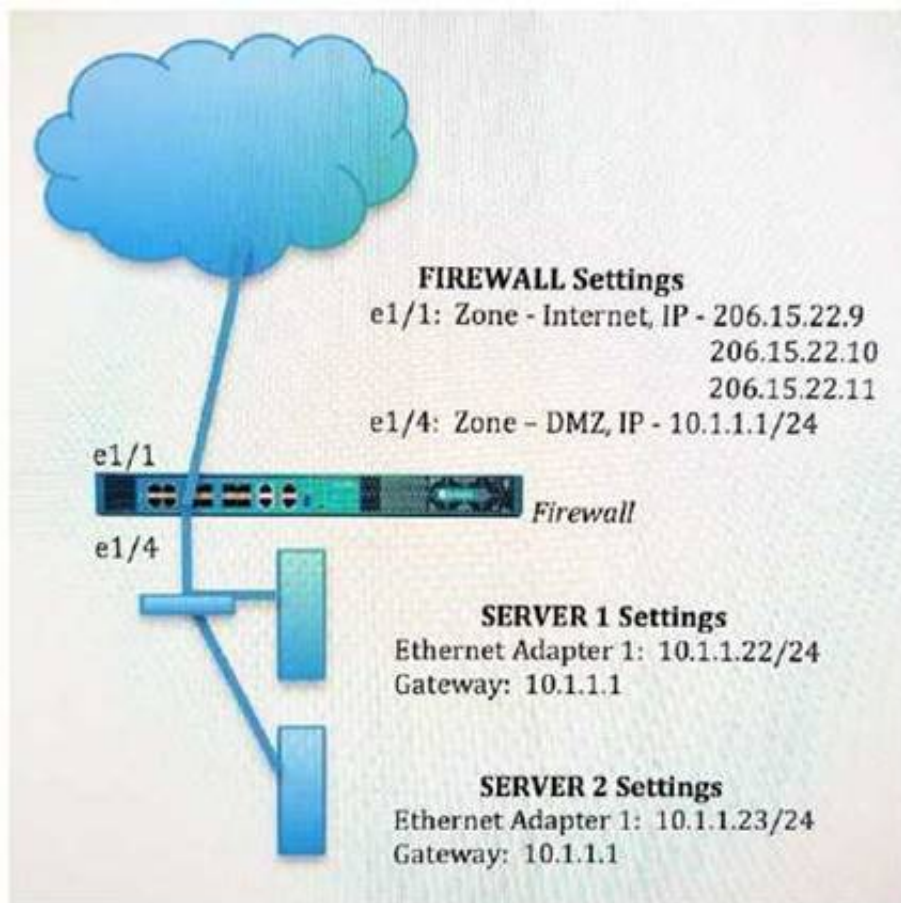 FIREWALL Settings
e1/1: Zone - Internet, IP - 206.15.22.9
206.15.22.10
206.15.22.11
e1/4: Zone – DMZ, IP - 10.1.1.1/24
e1/1
Firewall
e1/4
SERVER 1 Settings
Ethernet Adapter 1: 10.1.1.22/24
Gateway: 10.1.1.1
SERVER 2 Settings
Ethernet Adapter 1: 10.1.1.23/24
Gateway: 10.1.1.1